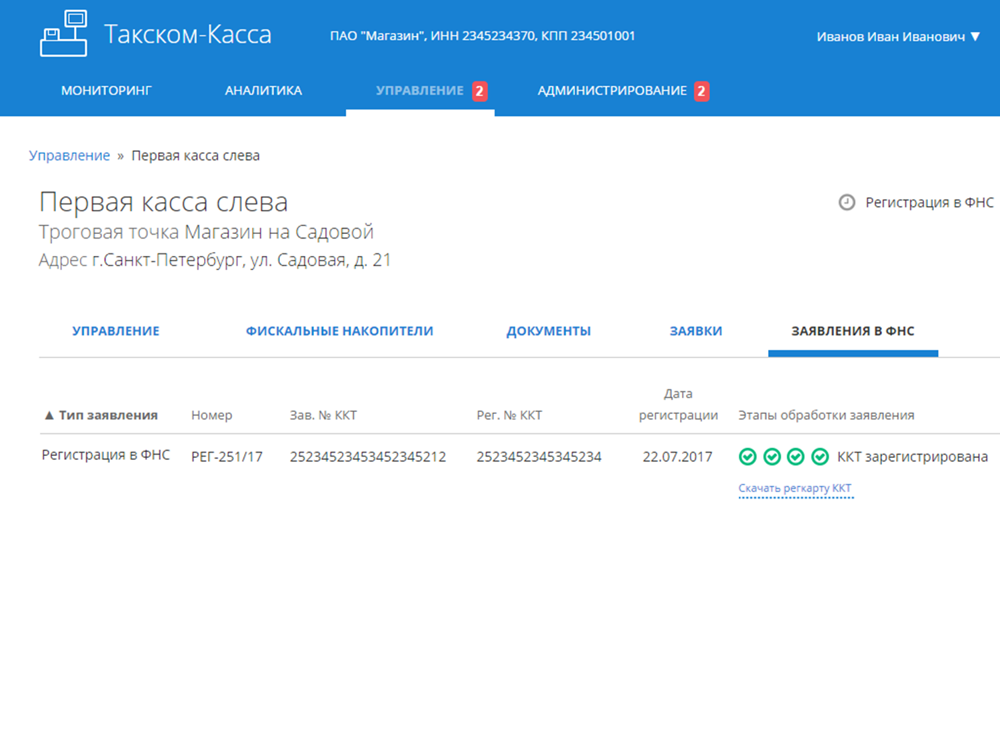 Такском-Касса
ПАО "Магазин", ИНН 2345234370, КПП 234501001
Иванов Иван Иванович ▼
МОНИТОРИНГ АНАЛИТИКА УПРАВЛЕНИЕ 2 АДМИНИСТРИРОВАНИЕ 2
Управление » Первая касса слева
Первая касса слева
Регистрация в ФНС
Троговая точка Магазин на Садовой
Адрес г.Санкт-Петербург, ул. Садовая, д. 21
УПРАВЛЕНИЕ ФИСКАЛЬНЫЕ НАКОПИТЕЛИ ДОКУМЕНТЫ ЗАЯВКИ ЗАЯВЛЕНИЯ В ФНС
▲ Тип заявления Номер Зав. № ККТ Рег. № ККТ
Дата
регистрации
Этапы обработки заявления
Регистрация в ФНС РЕГ-251/17 25234523453452345212 2523452345345234 22.07.2017 ККТ зарегистрирована
Скачать регкарту ККТ